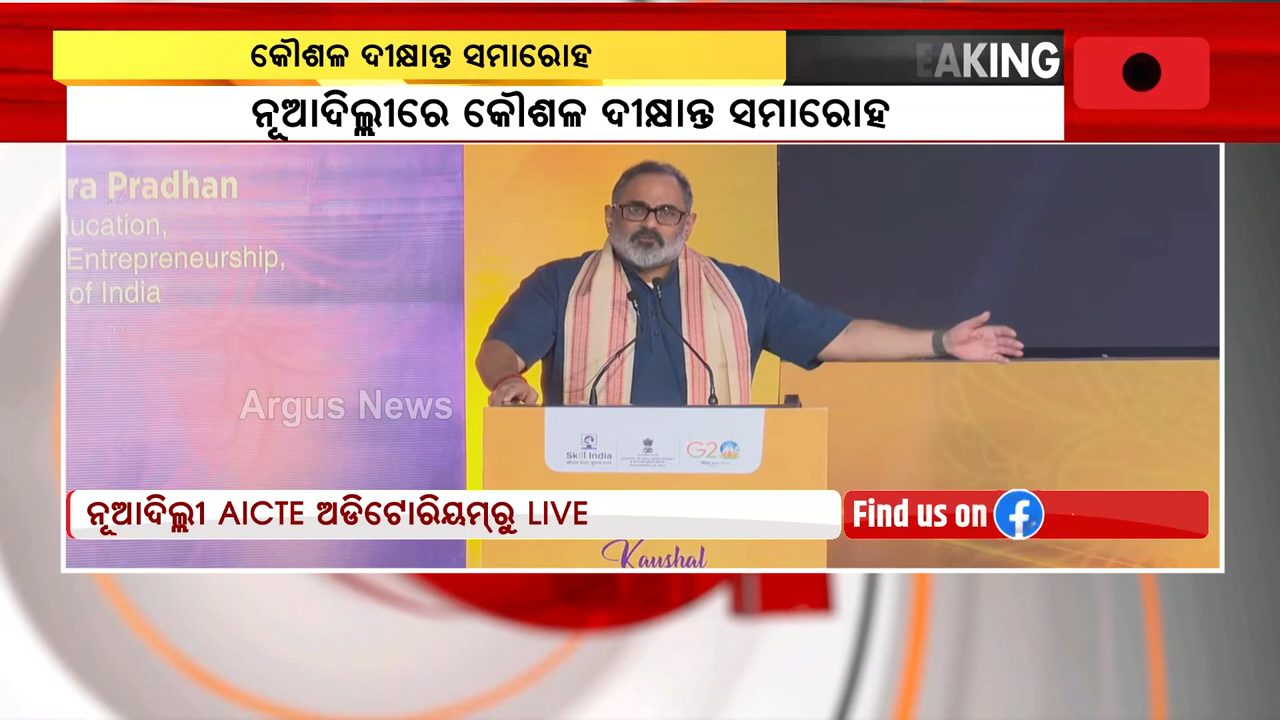 କୌଶଳ ଦୀକ୍ଷାନ୍ତ ସମାରୋହ
EAKING
ନୂଆଦିଲ୍ଲୀରେ କୌଶଳ ଦୀକ୍ଷାନ୍ତ ସମାରୋହ
ra Pradhan
ucation,
Entrepreneurship,
of India
Argus News
Skill India
G20
ନୂଆଦିଲ୍ଲୀ AICTE ଅଡିଟୋରିୟମ୍‌ରୁ LIVE
Find us on
Kaushal